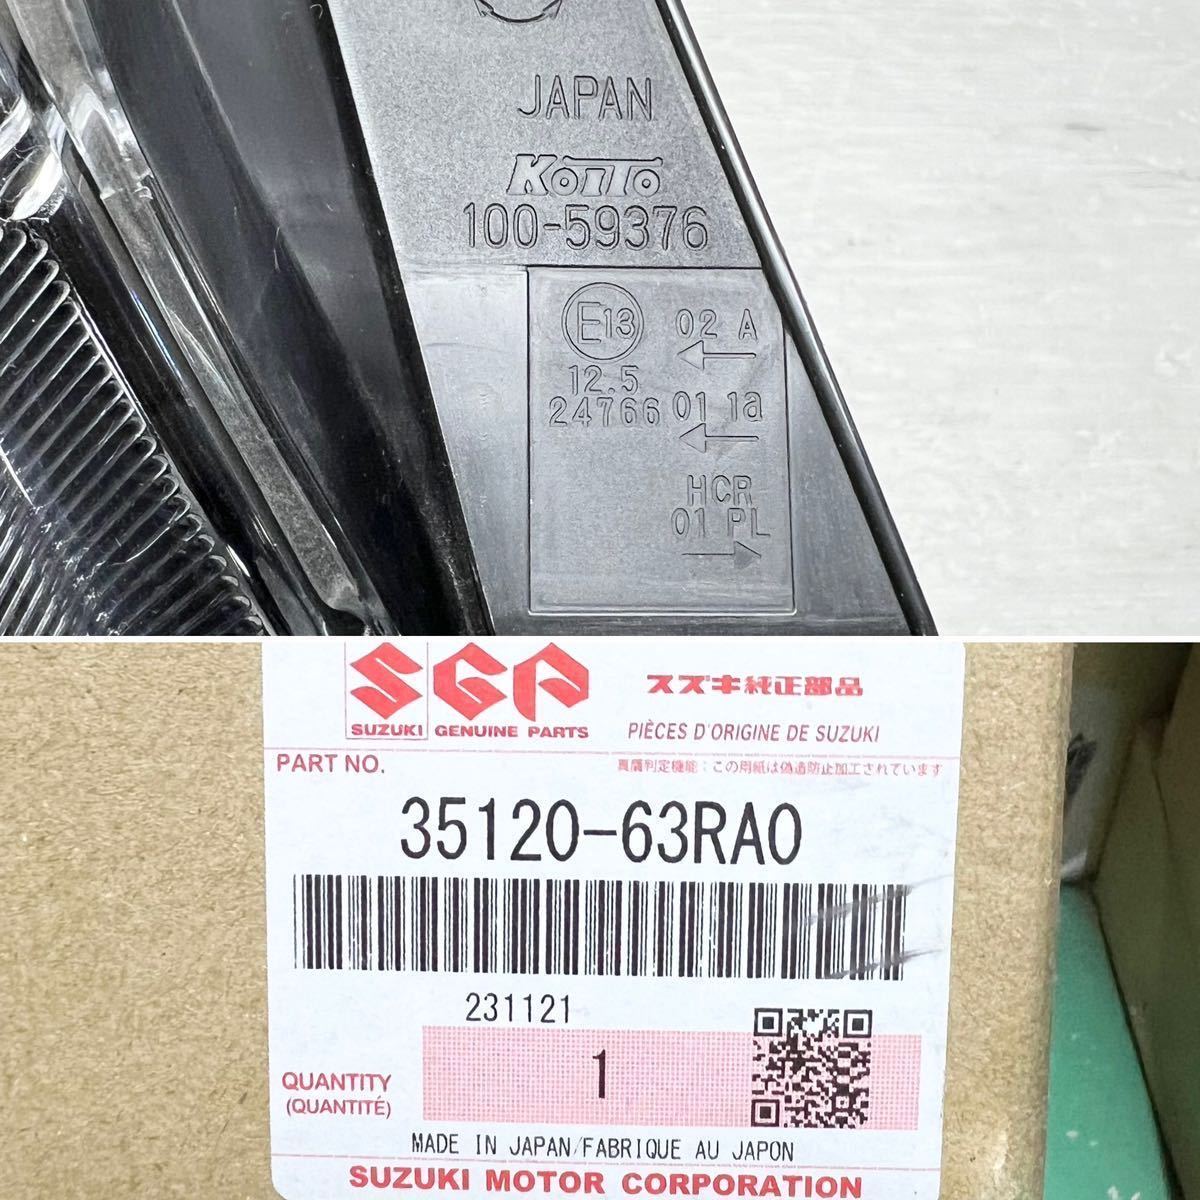 JAPAN
KOITO
100-59376
E13 02 A
12.5
24766 01 1a
HCR
01 PL
SGP
SUZUKI GENUINE PARTS
スズキ純正部品
PIÈCES D'ORIGINE DE SUZUKI
PART NO.
真贋判定機能:この用紙は偽造防止加工されています
35120-63RA0
231121
1
QUANTITY
(QUANTITÉ)
MADE IN JAPAN/FABRIQUE AU JAPON
SUZUKI MOTOR CORPORATION